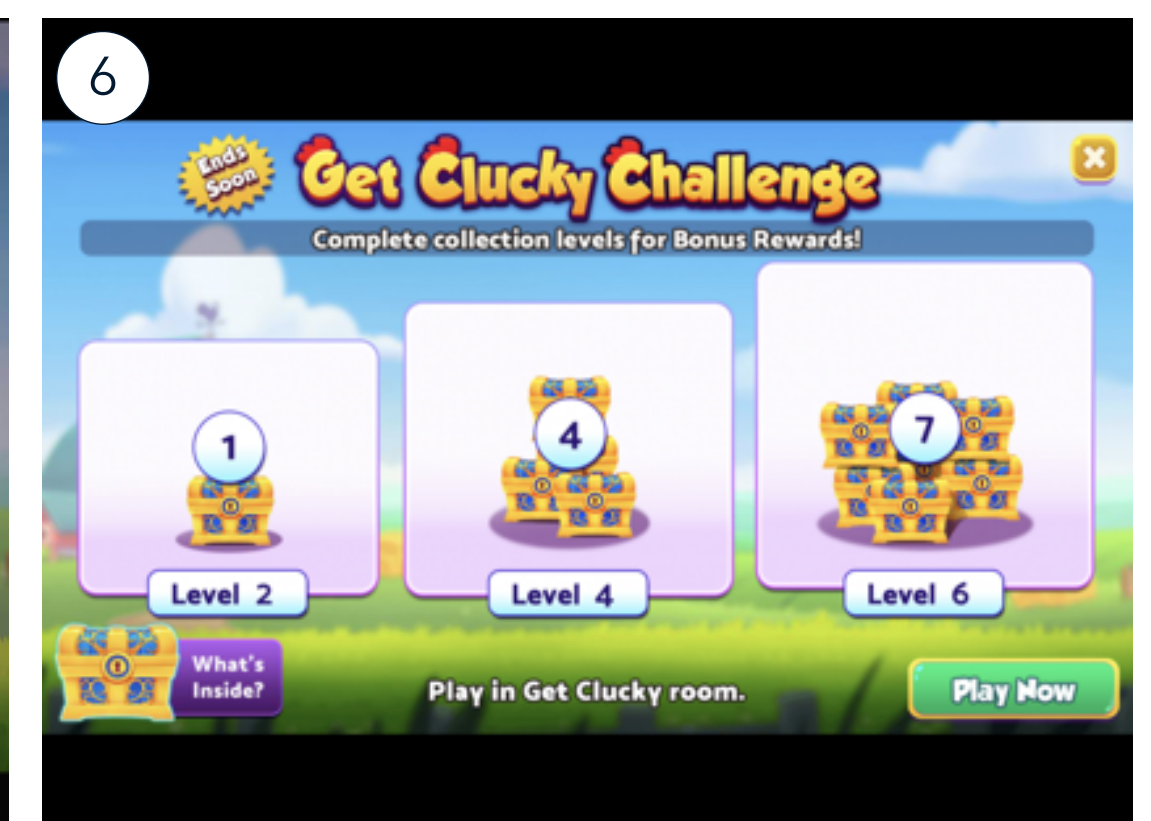 6
Ends
Soon
Get Clucky Challenge
Complete collection levels for Bonus Rewards!
1
4
7
Level 2
Level 4
Level 6
What's
Inside?
Play in Get Clucky room.
Play Now